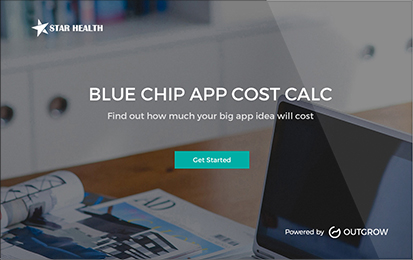 STAR HEALTH
BLUE CHIP APP COST CALC
Find out how much your big app idea will cost
Get Started
Powered by OUTGROW